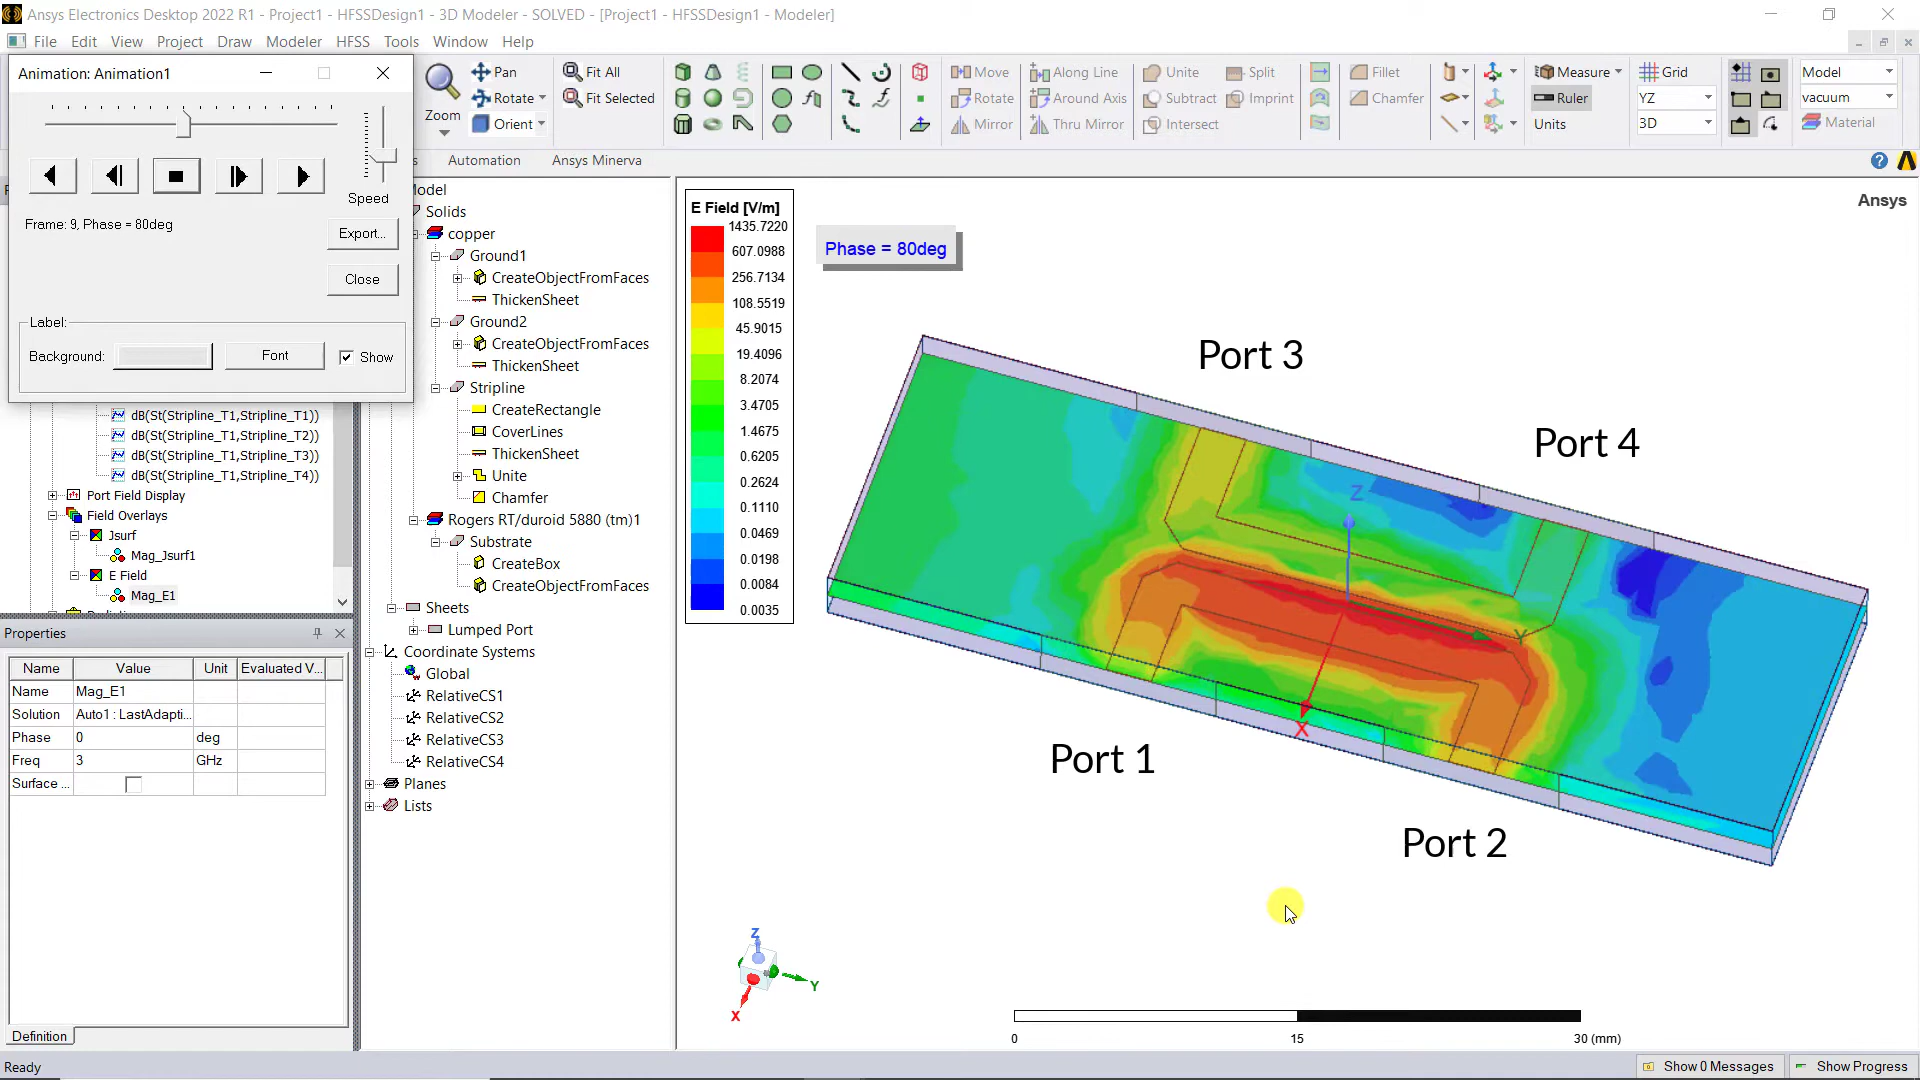 Ansys Electronics Desktop 2022 R1 - Project1 - HFSSDesign1 - 3D Modeler - SOLVED - [Project1 - HFSSDesign1 - Modeler]
File Edit View Project Draw Modeler HFSS Tools Window Help
Animation: Animation1
Speed
Frame: 9, Phase = 80deg
Export...
Close
Label:
Background:
Font
Show
Zoom
Pan
Rotate
Orient
Fit All
Fit Selected
Move
Rotate
Mirror
Along Line
Around Axis
Thru Mirror
Unite
Subtract
Intersect
Split
Imprint
Fillet
Chamfer
Measure
Ruler
Units
Grid
YZ
3D
Model
vacuum
Material
Automation
Ansys Minerva
dB(St(Stripline_T1,Stripline_T1))
dB(St(Stripline_T1,Stripline_T2))
dB(St(Stripline_T1,Stripline_T3))
dB(St(Stripline_T1,Stripline_T4))
Port Field Display
Field Overlays
Jsurf
Mag_Jsurf1
E Field
Mag_E1
Properties
Name Value Unit Evaluated V...
Name Mag_E1
Solution Auto1 : LastAdapti...
Phase 0 deg
Freq 3 GHz
Surface ...
Definition
Ready
Solids
copper
Ground1
CreateObjectFromFaces
ThickenSheet
Ground2
CreateObjectFromFaces
ThickenSheet
Stripline
CreateRectangle
CoverLines
ThickenSheet
Unite
Chamfer
Rogers RT/duroid 5880 (tm)1
Substrate
CreateBox
CreateObjectFromFaces
Sheets
Lumped Port
Coordinate Systems
Global
RelativeCS1
RelativeCS2
RelativeCS3
RelativeCS4
Planes
Lists
E Field [V/m]
1435.7220
607.0988
256.7134
108.5519
45.9015
19.4096
8.2074
3.4705
1.4675
0.6205
0.2624
0.1110
0.0469
0.0198
0.0084
0.0035
Phase = 80deg
Ansys
Port 3
Port 4
Z
Y
X
Port 1
Port 2
Z
Y
X
0 15 30 (mm)
Show 0 Messages
Show Progress